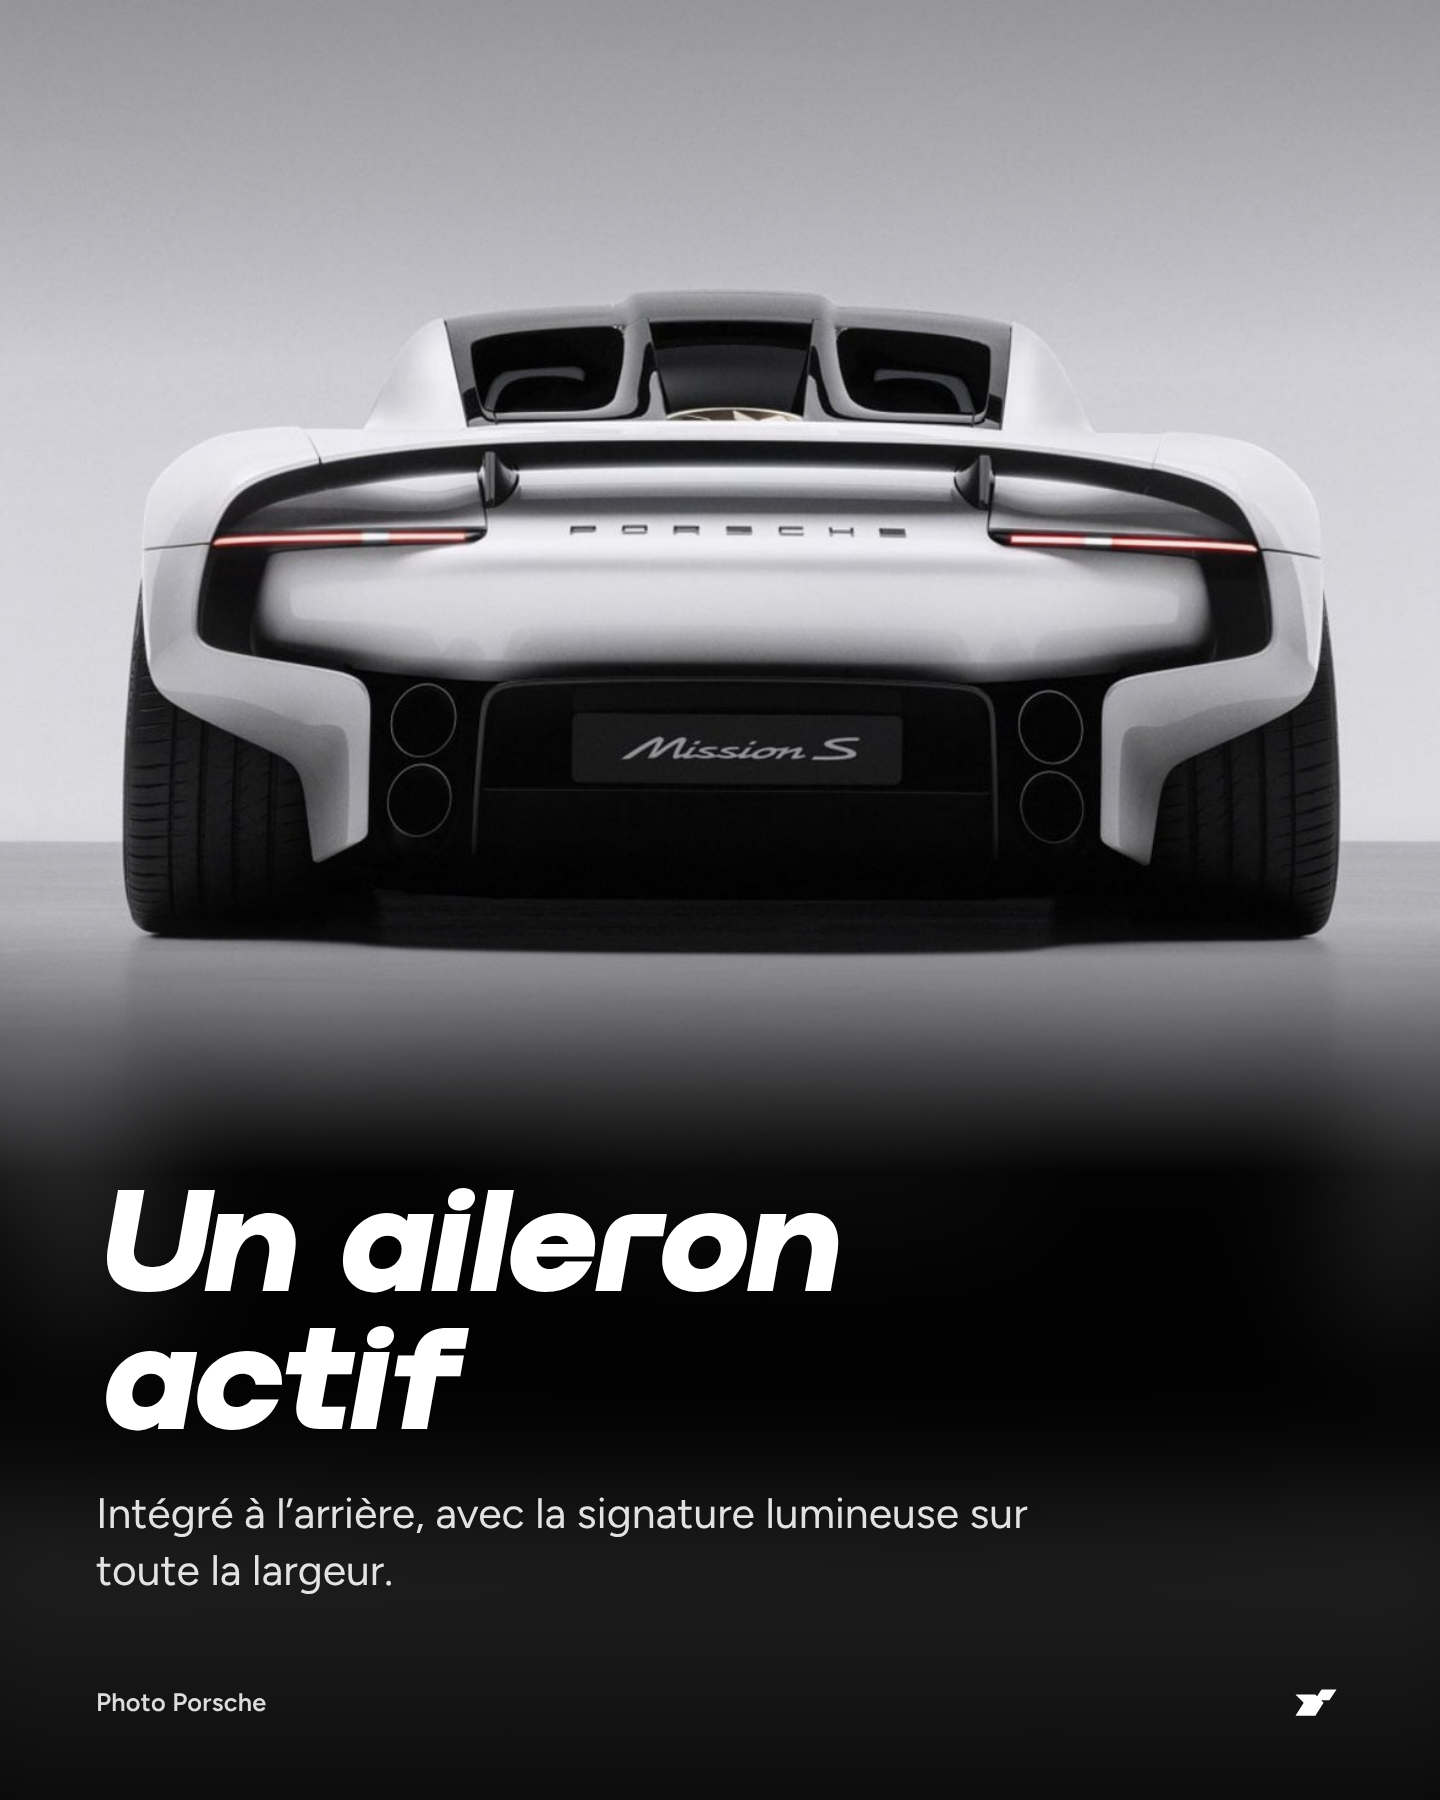 PORSCHE
Mission S
Un aileron
actif
Intégré à l’arrière, avec la signature lumineuse sur
toute la largeur.
Photo Porsche